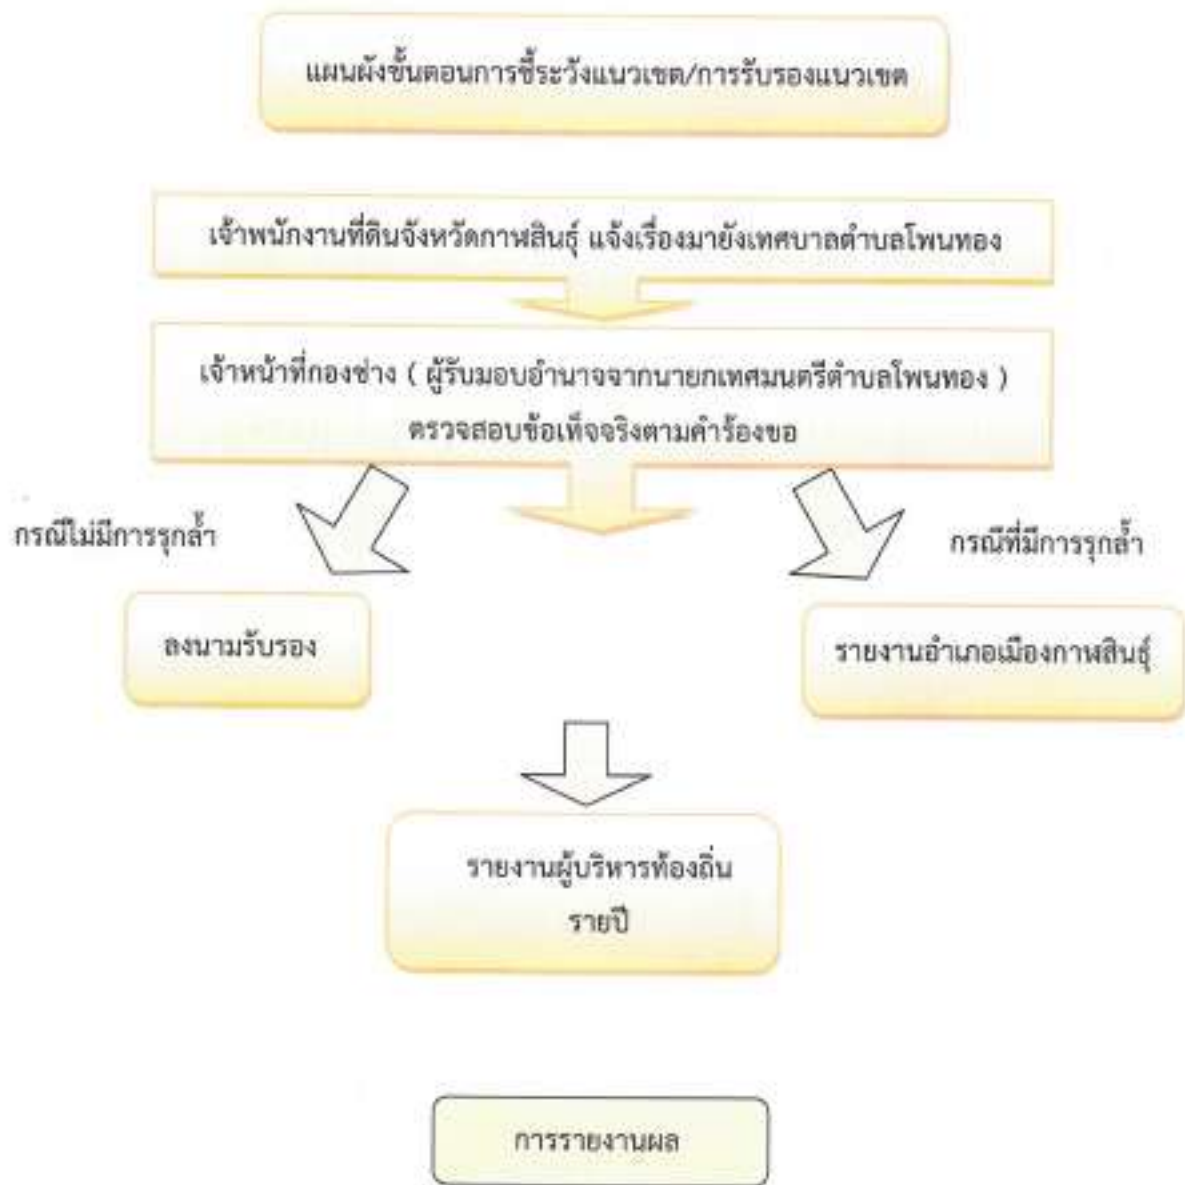 แผนผังขั้นตอนการชี้ระวังแนวเขต/การรับรองแนวเขต
เจ้าพนักงานที่ดินจังหวัดกาฬสินธุ์ แจ้งเรื่องมายังเทศบาลตำบลโพนทอง
เจ้าหน้าที่กองช่าง ( ผู้รับมอบอำนาจจากนายกเทศมนตรีตำบลโพนทอง )
ตรวจสอบข้อเท็จจริงตามคำร้องขอ
กรณีไม่มีการรุกล้ำ
กรณีที่มีการรุกล้ำ
ลงนามรับรอง
รายงานอำเภอเมืองกาฬสินธุ์
รายงานผู้บริหารท้องถิ่น
รายปี
การรายงานผล